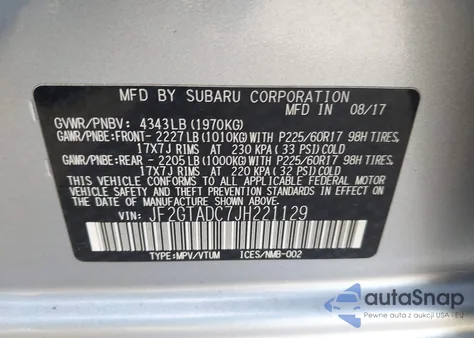 MFD BY SUBARU CORPORATION
MFD IN 08/17
GVWR/PNBV: 4343LB(1970KG)
GAWR/PNBE:FRONT- 2227LB(1010KG)WITH P225/60R17 98H TIRES,
17X7J RIMS AT 230 KPA(33 PSI)COLD
GAWR/PNBE:REAR - 2205LB(1000KG)WITH P225/60R17 98H TIRES,
17X7J RIMS AT 220 KPA(32 PSI)COLD
THIS VEHICLE CONFORMS TO ALL APPLICABLE FEDERAL MOTOR
VEHICLE SAFETY AND THEFT PREVENTION STANDARDS IN EFFECT
ON THE DATE OF MANUFACTURE SHOWN ABOVE.
VIN: JF2GTADC7JH221129
TYPE:MPV/VTUM ICES/NMB-002
autoSnap
Pewne auta z aukcji USA i EU